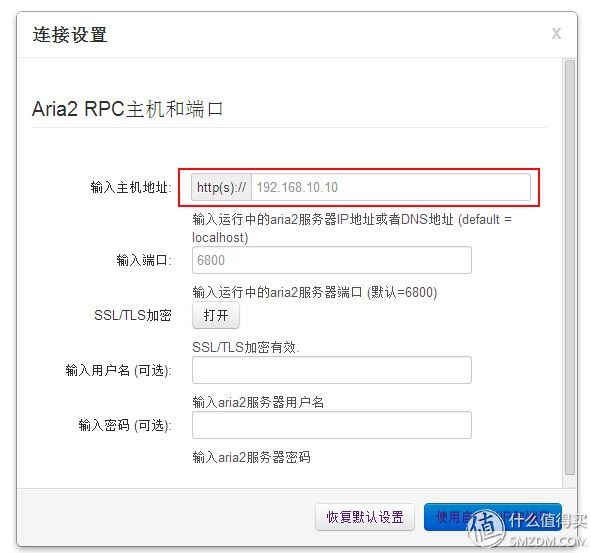 连接设置
x
Aria2 RPC主机和端口
输入主机地址: http(s):// 192.168.10.10
输入运行中的aria2服务器IP地址或者DNS地址 (default =
localhost)
输入端口: 6800
输入运行中的aria2服务器端口 (默认=6800)
SSL/TLS加密 打开
SSL/TLS加密有效.
输入用户名 (可选):
输入aria2服务器用户名
输入密码 (可选):
输入aria2服务器密码
恢复默认设置 使用自
值 什么值得买
SMZDM.COM